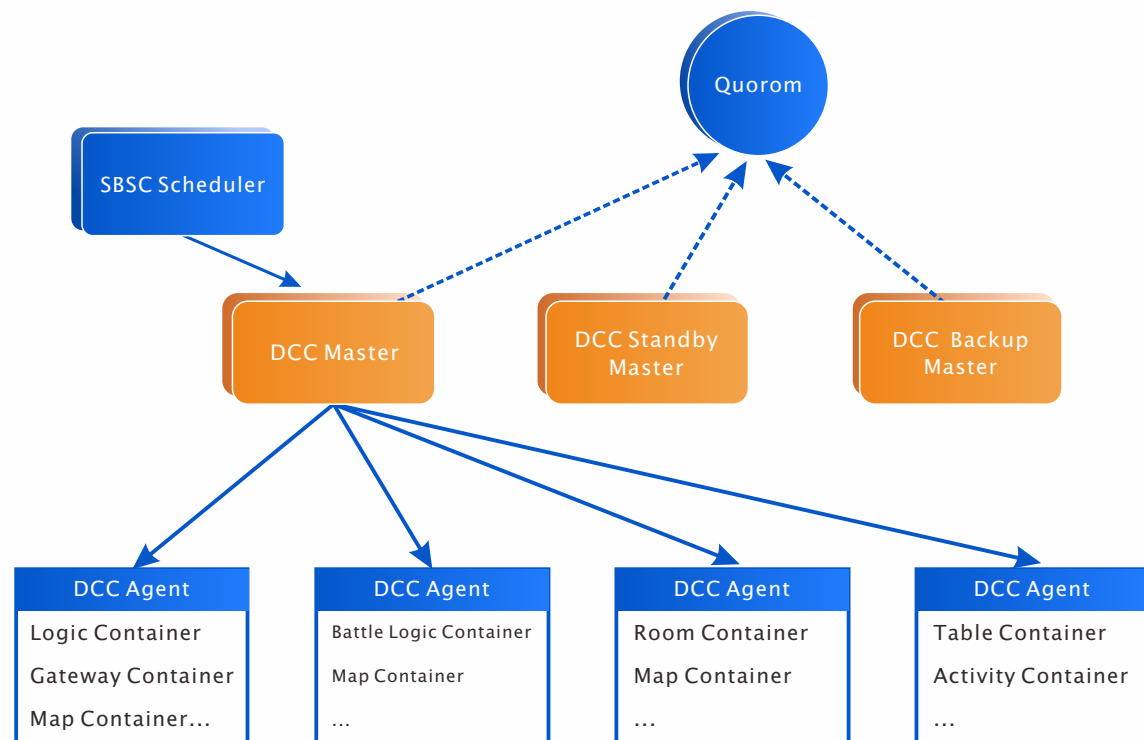 Quorom
SBSC Scheduler
DCC Master
DCC Standby
Master
DCC Backup
Master
DCC Agent
Logic Container
Gateway Container
Map Container...
DCC Agent
Battle Logic Container
Map Container
...
DCC Agent
Room Container
Map Container
...
DCC Agent
Table Container
Activity Container
...